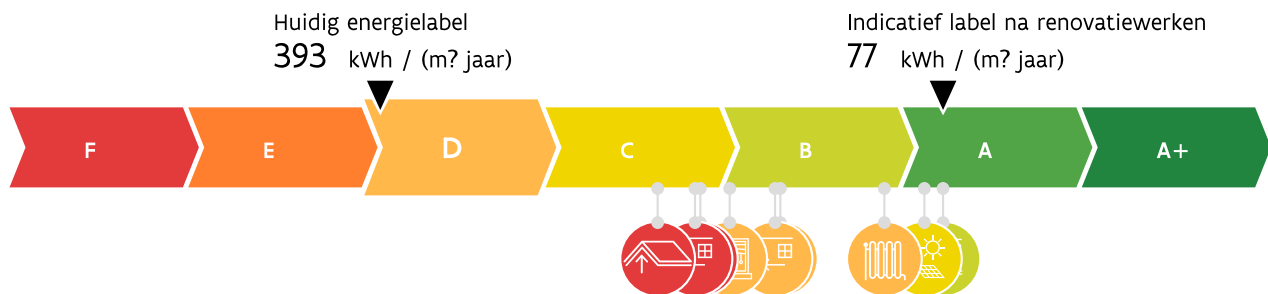 Huidig energielabel
393 kWh / (m? jaar)
Indicatief label na renovatiewerken
77 kWh / (m? jaar)
F
E
D
C
B
A
A+